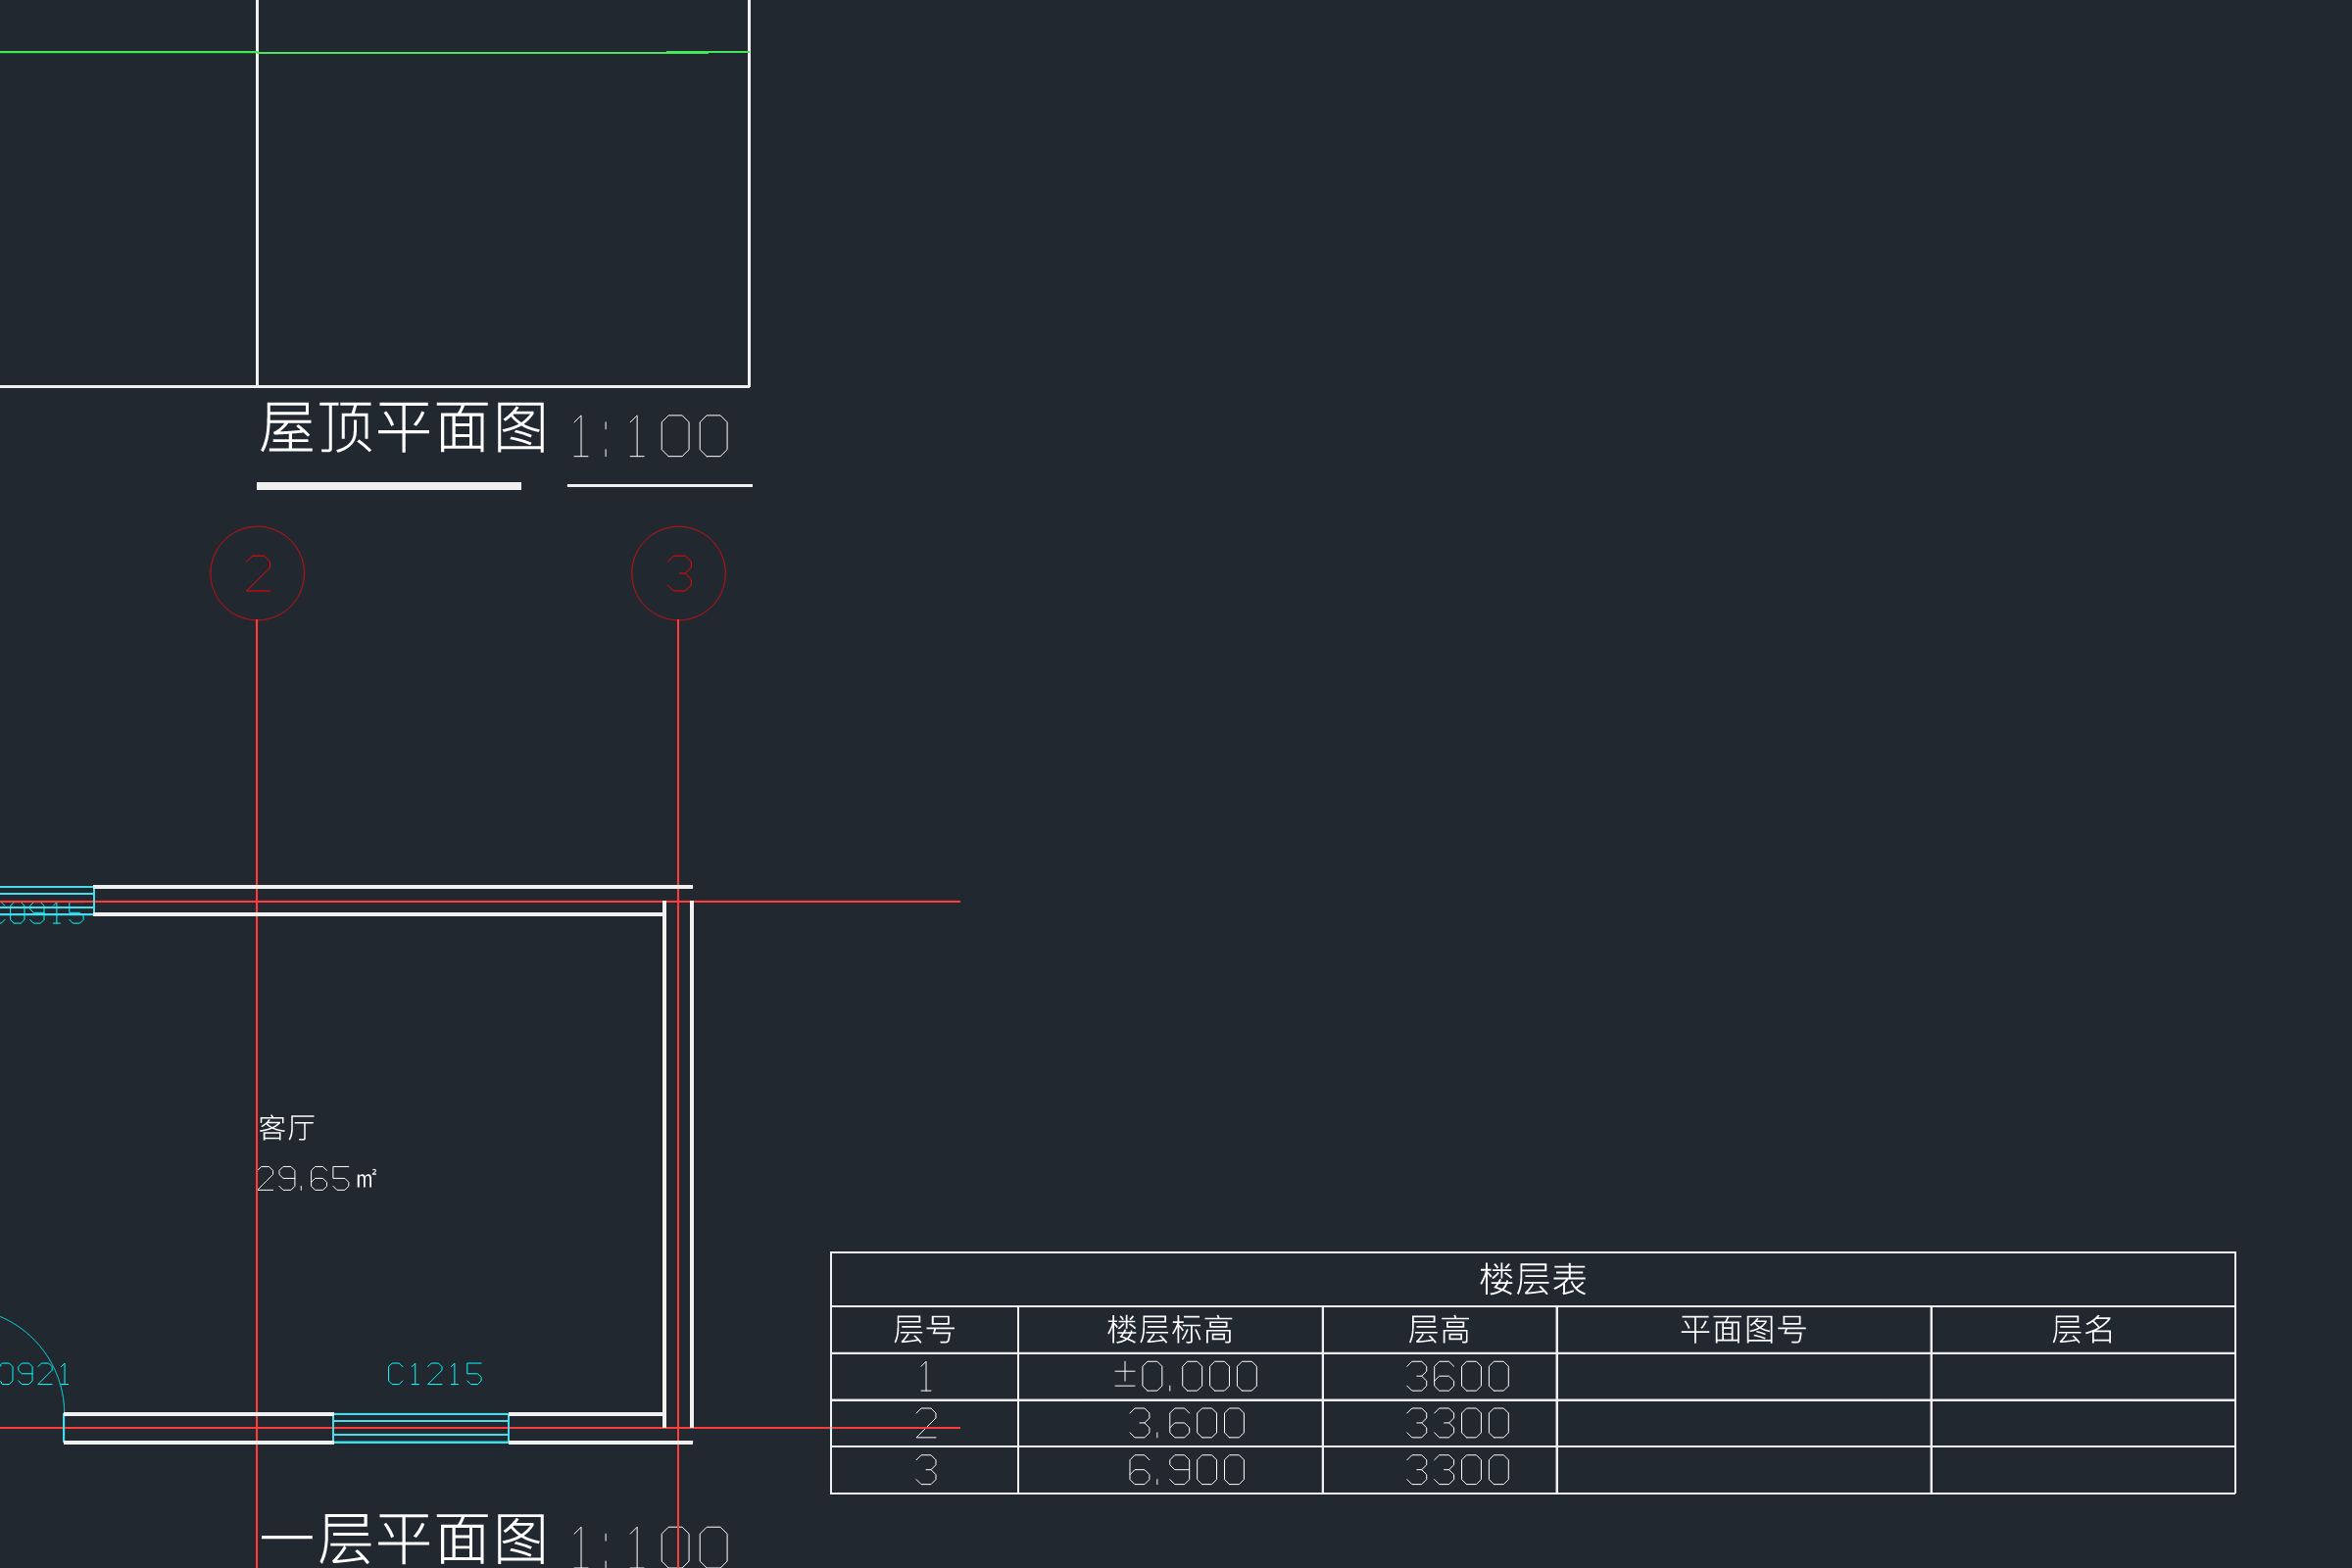 屋顶平面图 1:100
2 3
C0915
客厅
29.65㎡
0921 C1215
一层平面图 1:100
楼层表
层号 楼层标高 层高 平面图号 层名
1 ±0.000 3600
2 3.600 3300
3 6.900 3300